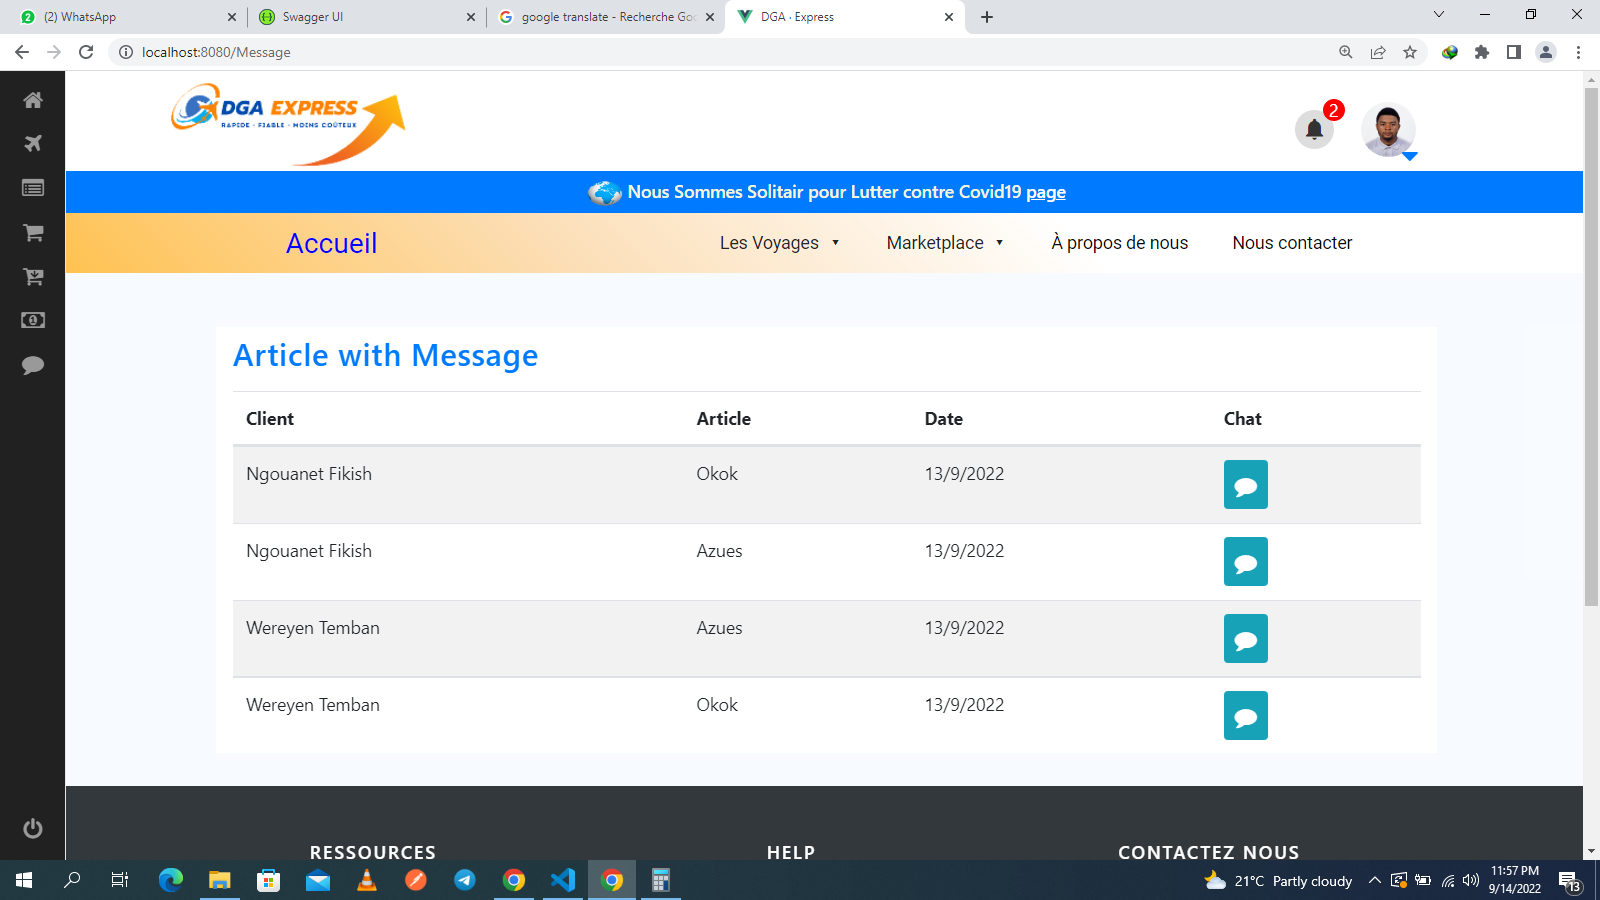 (2) WhatsApp
Swagger UI
google translate - Recherche Goo
DGA · Express
localhost:8080/Message
DGA EXPRESS
RAPIDE - FIABLE - MOINS COÛTEUX
2
Nous Sommes Solitair pour Lutter contre Covid19 page
Accueil Les Voyages Marketplace À propos de nous Nous contacter
Article with Message
Client Article Date Chat
Ngouanet Fikish Okok 13/9/2022
Ngouanet Fikish Azues 13/9/2022
Wereyen Temban Azues 13/9/2022
Wereyen Temban Okok 13/9/2022
RESSOURCES HELP CONTACTEZ NOUS
21°C Partly cloudy
11:57 PM
9/14/2022
13